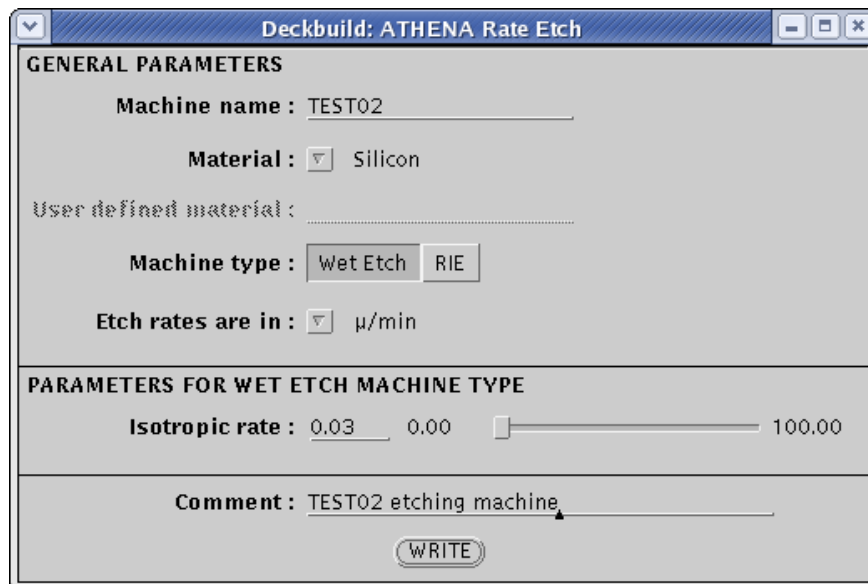 Deckbuild: ATHENA Rate Etch
GENERAL PARAMETERS
Machine name : TEST02
Material : Silicon
User defined material :
Machine type : Wet Etch RIE
Etch rates are in : μ/min
PARAMETERS FOR WET ETCH MACHINE TYPE
Isotropic rate : 0.03 0.00 100.00
Comment : TEST02 etching machine
WRITE